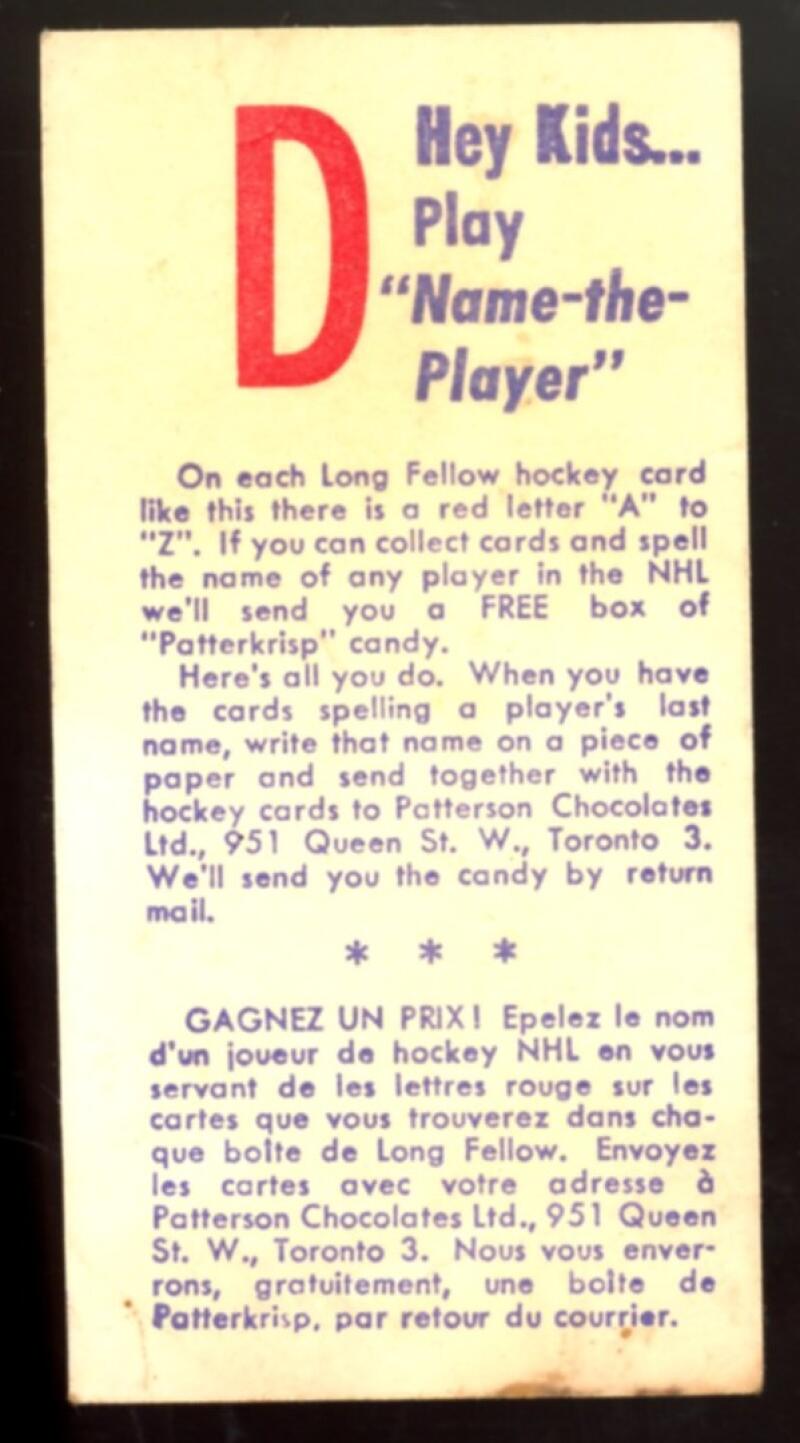 D
Hey Kids...
Play
"Name-the-
Player"
On each Long Fellow hockey card
like this there is a red letter "A" to
"Z". If you can collect cards and spell
the name of any player in the NHL
we'll send you a FREE box of
"Patterkrisp" candy.
Here's all you do. When you have
the cards spelling a player's last
name, write that name on a piece of
paper and send together with the
hockey cards to Patterson Chocolates
Ltd., 951 Queen St. W., Toronto 3.
We'll send you the candy by return
mail.
* * *
GAGNEZ UN PRIX! Epelez le nom
d'un joueur de hockey NHL en vous
servant de les lettres rouge sur les
cartes que vous trouverez dans cha-
que boîte de Long Fellow. Envoyez
les cartes avec votre adresse à
Patterson Chocolates Ltd., 951 Queen
St. W., Toronto 3. Nous vous enver-
rons, gratuitement, une boîte de
Patterkrisp, par retour du courrier.